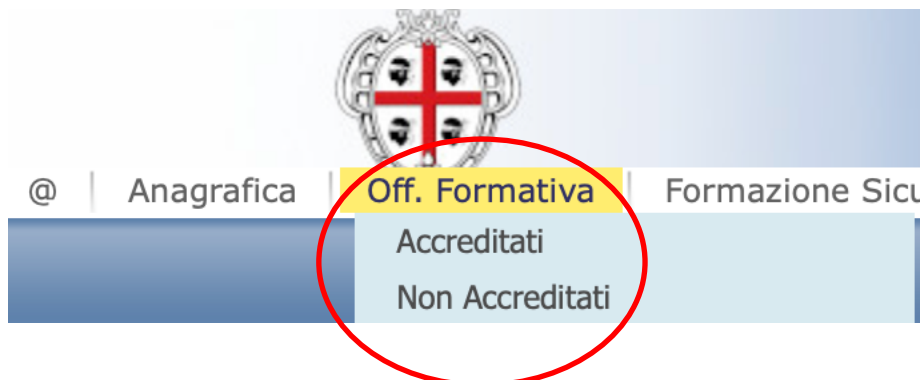 @ Anagrafica Off. Formativa Formazione Sicu
Accreditati
Non Accreditati